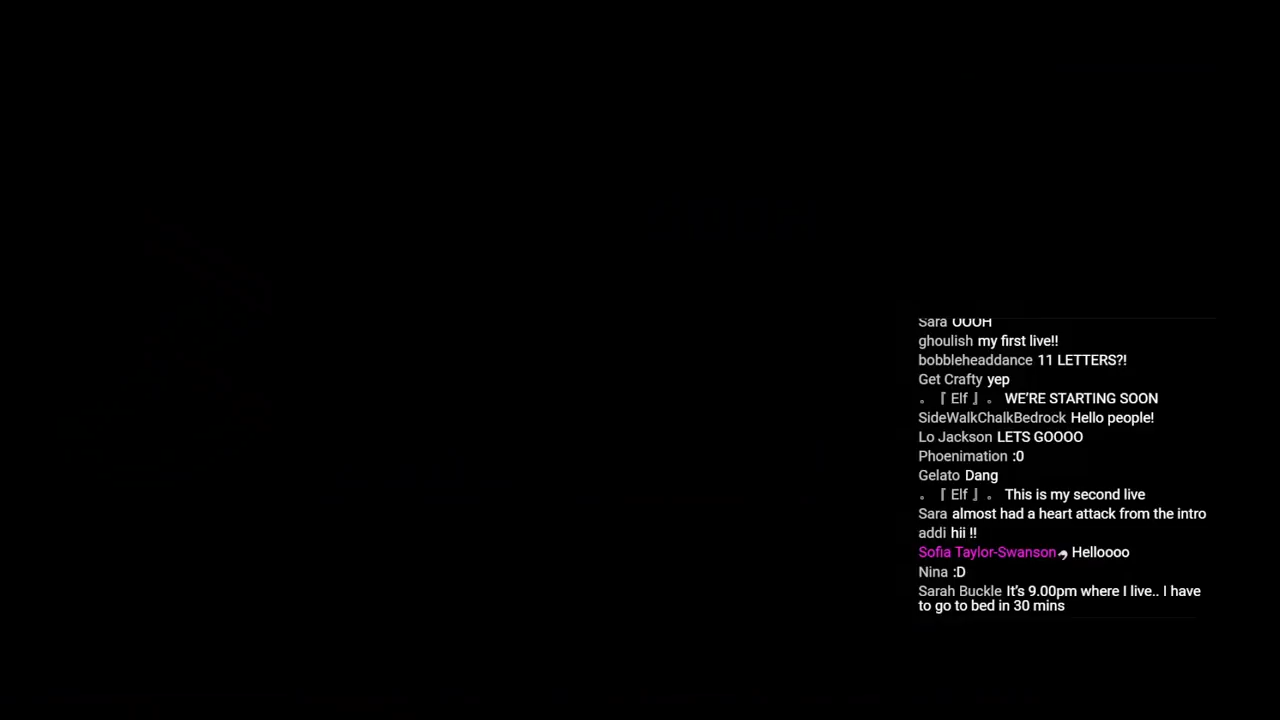 Sara OOOH
ghoulish my first live!!
bobbleheaddance 11 LETTERS?!
Get Crafty yep
。『 Elf 』。 WE’RE STARTING SOON
SideWalkChalkBedrock Hello people!
Lo Jackson LETS GOOOO
Phoenimation :0
Gelato Dang
。『 Elf 』。 This is my second live
Sara almost had a heart attack from the intro
addi hii !!
Sofia Taylor-Swanson Helloooo
Nina :D
Sarah Buckle It’s 9.00pm where I live.. I have
to go to bed in 30 mins